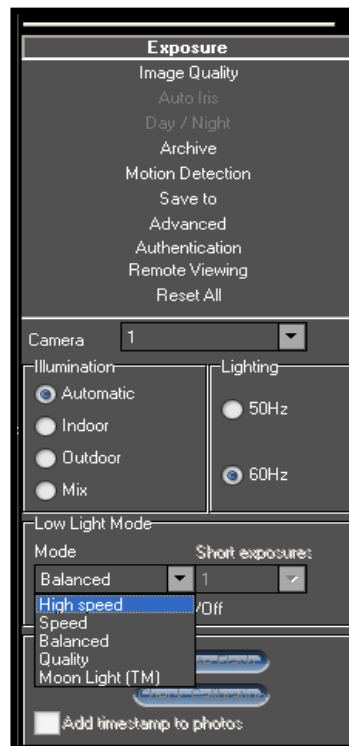 Exposure
Image Quality
Auto Iris
Day / Night
Archive
Motion Detection
Save to
Advanced
Authentication
Remote Viewing
Reset All
Camera 1
Illumination
Automatic
Indoor
Outdoor
Mix
Lighting
50Hz
60Hz
Low Light Mode
Mode Short exposures
Balanced 1
High speed /Off
Speed
Balanced
Quality
Moon Light (TM)
Check Calibration
Add timestamp to photos